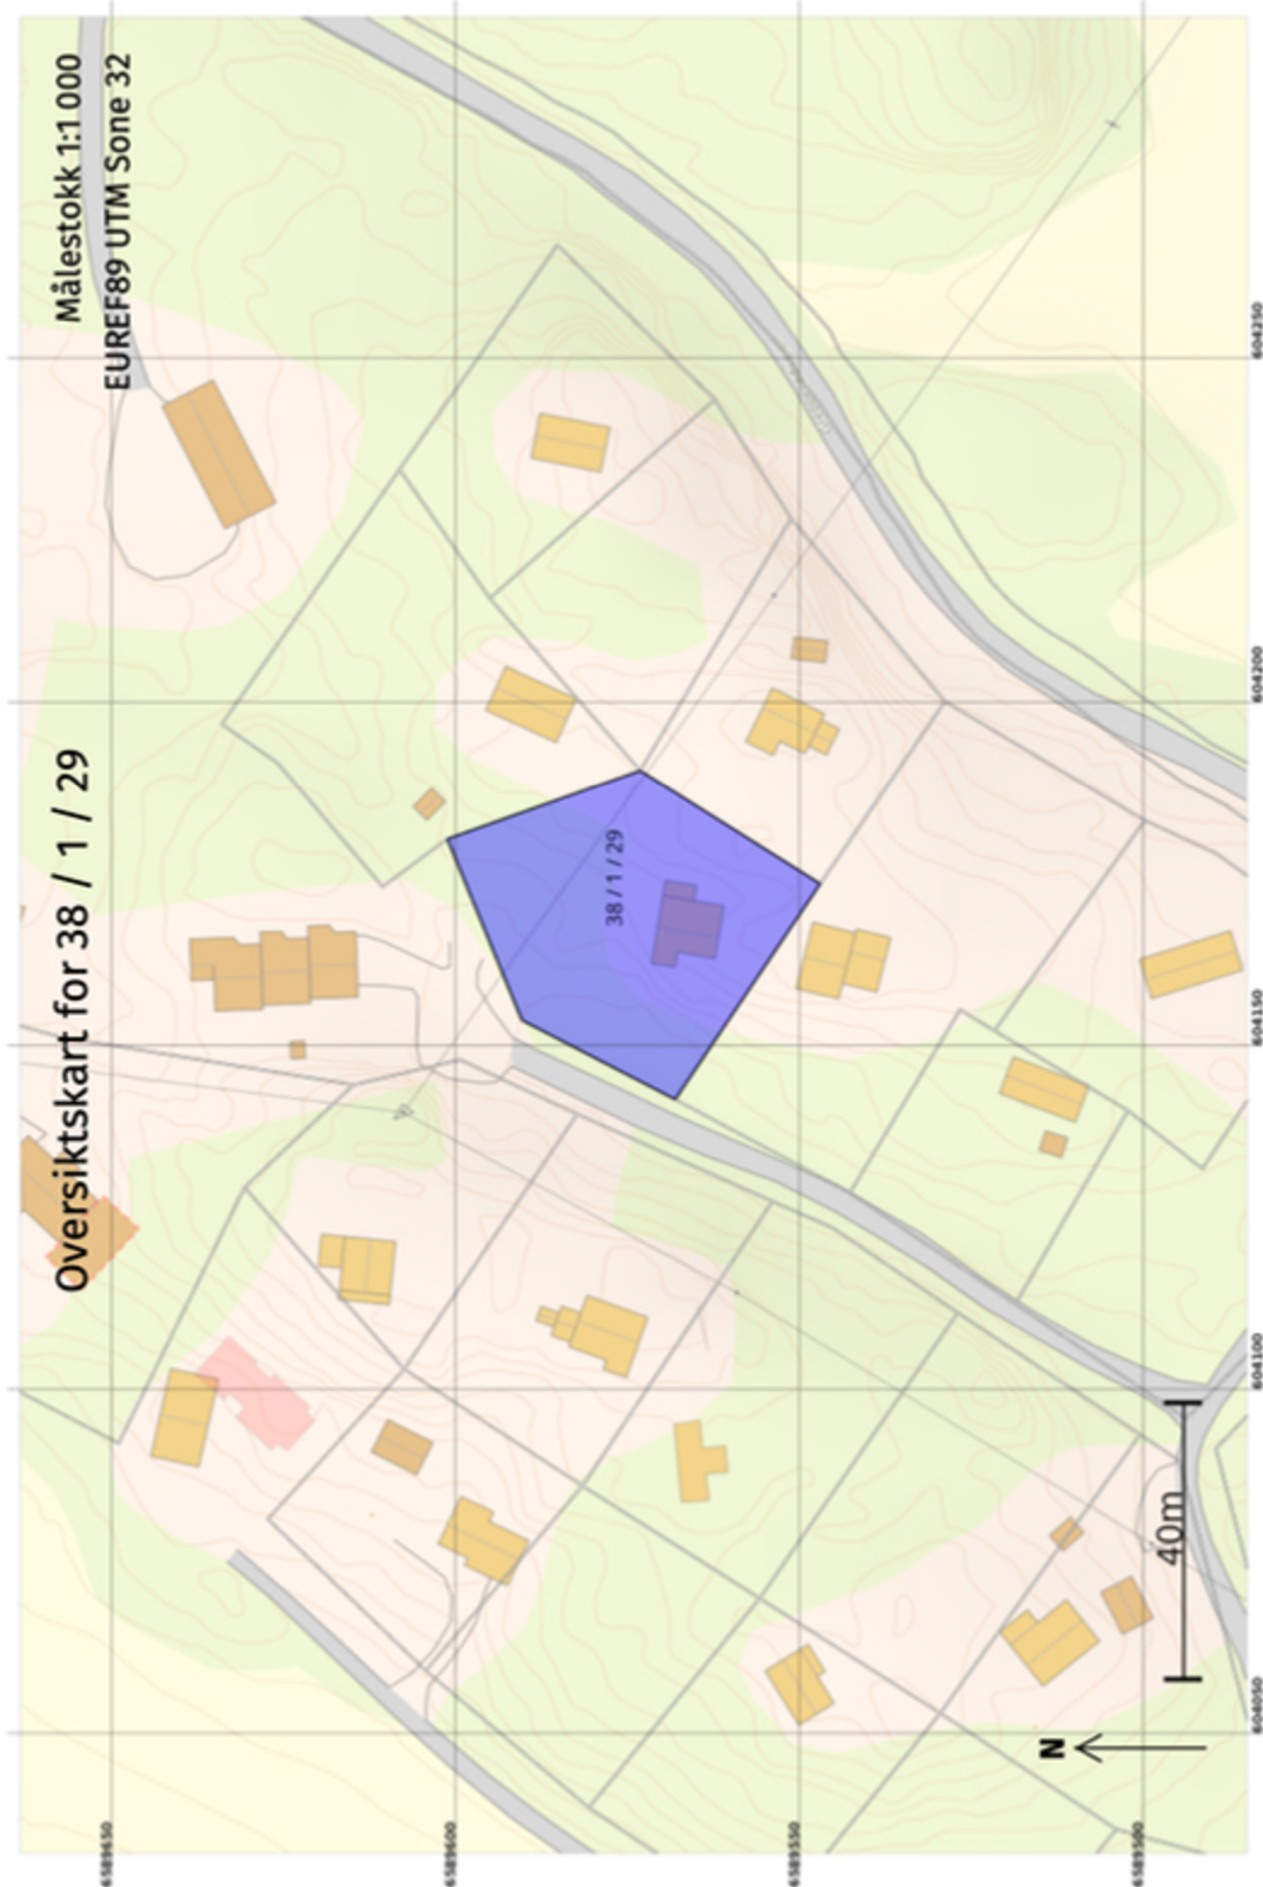 Oversiktskart for 38 / 1 / 29
Målestokk 1:1 000
EUREF89 UTM Sone 32
38 / 1 / 29
6589650
6589600
6589550
6589500
N
40m
604050
604100
604150
604200
604250